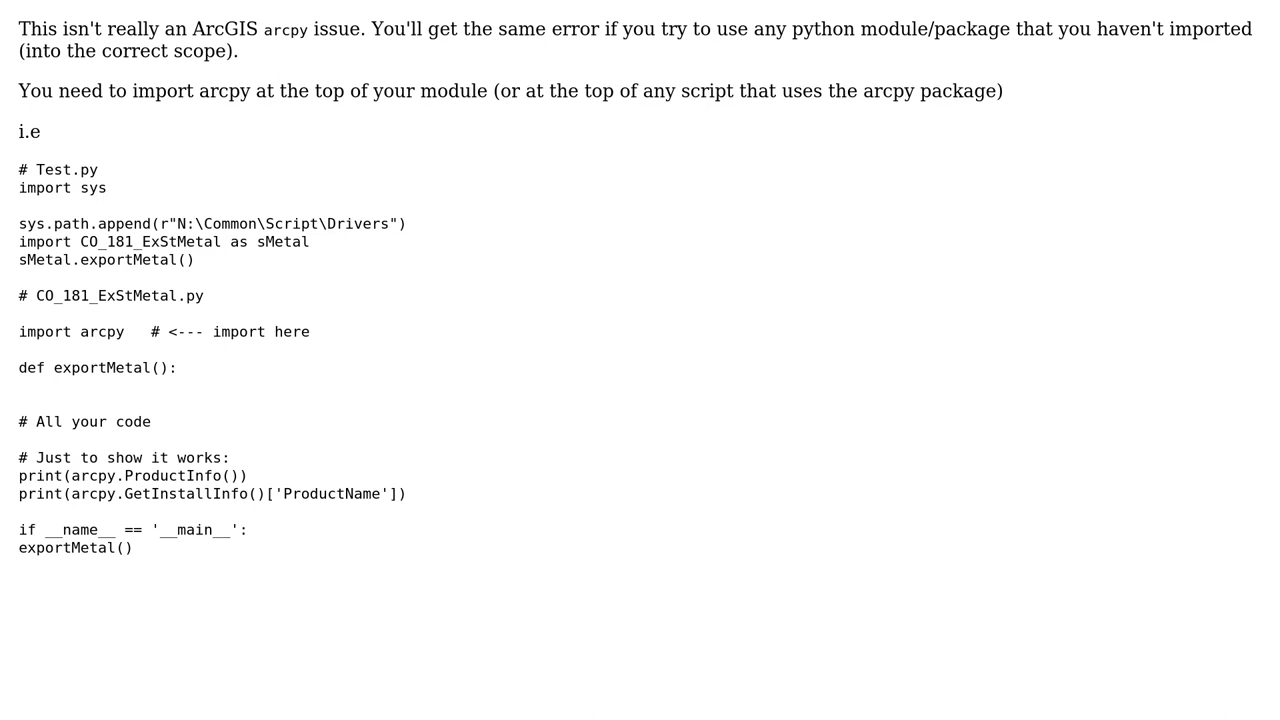 This isn't really an ArcGIS arcpy issue. You'll get the same error if you try to use any python module/package that you haven't imported
(into the correct scope).
You need to import arcpy at the top of your module (or at the top of any script that uses the arcpy package)
i.e
# Test.py
import sys
sys.path.append(r"N:\Common\Script\Drivers")
import CO_181_ExStMetal as sMetal
sMetal.exportMetal()
# CO_181_ExStMetal.py
import arcpy   # <--- import here
def exportMetal():
# All your code
# Just to show it works:
print(arcpy.ProductInfo())
print(arcpy.GetInstallInfo()['ProductName'])
if __name__ == '__main__':
exportMetal()